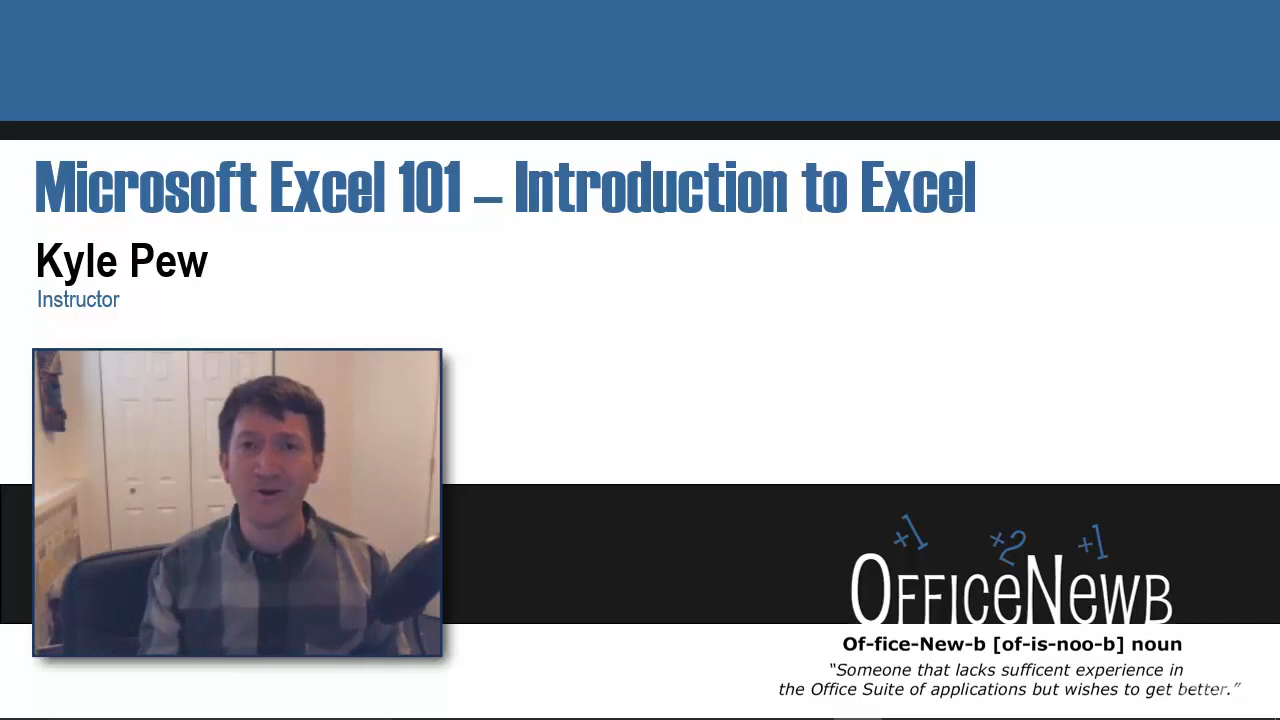 Microsoft Excel 101 – Introduction to Excel
Kyle Pew
Instructor
+1 +2 +1
OFFICENEWB
Of-fice-New-b [of-is-noo-b] noun
“Someone that lacks sufficent experience in
the Office Suite of applications but wishes to get better.”